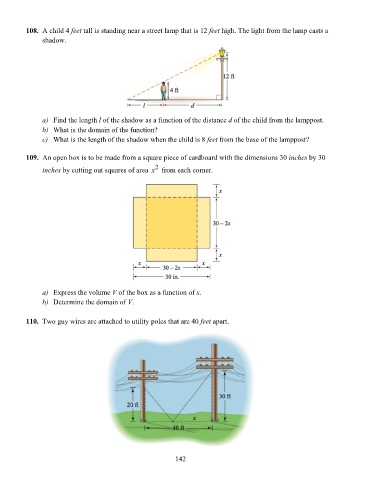 108. A child 4 feet tall is standing near a street lamp that is 12 feet high. The light from the lamp casts a
shadow.
12 ft
4 ft
l
d
a) Find the length l of the shadow as a function of the distance d of the child from the lamppost.
b) What is the domain of the function?
c) What is the length of the shadow when the child is 8 feet from the base of the lamppost?
109. An open box is to be made from a square piece of cardboard with the dimensions 30 inches by 30
inches by cutting out squares of area x² from each corner.
x
30 – 2x
x
x
30 – 2x
x
30 in.
a) Express the volume V of the box as a function of x.
b) Determine the domain of V.
110. Two guy wires are attached to utility poles that are 40 feet apart.
30 ft
20 ft
x
40 ft
142